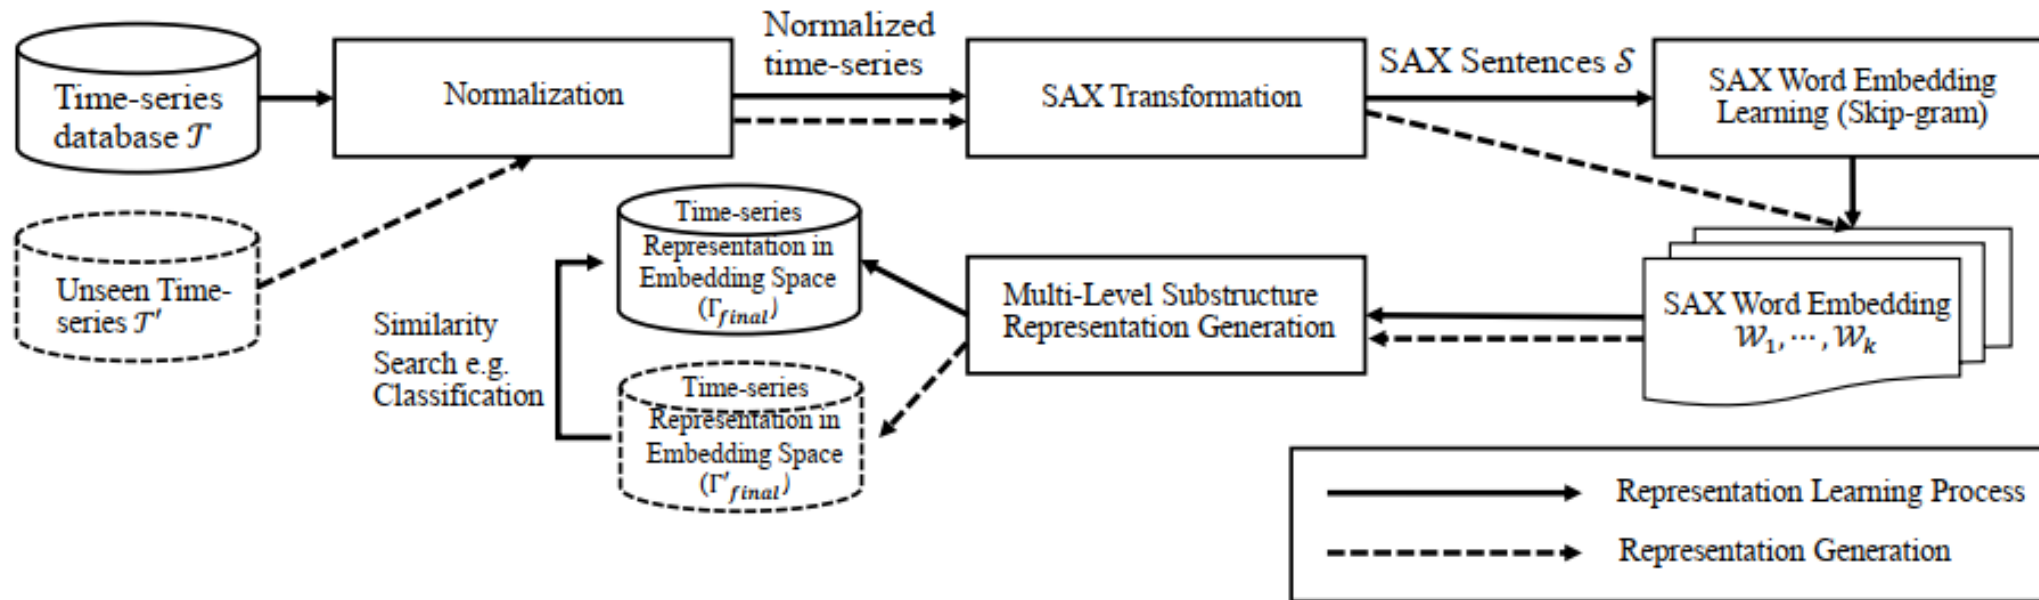 Time-series
database 𝒯
Normalization
Normalized
time-series
SAX Transformation
SAX Sentences 𝒮
SAX Word Embedding
Learning (Skip-gram)
Unseen Time-
series 𝒯′
Similarity
Search e.g.
Classification
Time-series
Representation in
Embedding Space
(Γ_final)
Time-series
Representation in
Embedding Space
(Γ′_final)
Multi-Level Substructure
Representation Generation
SAX Word Embedding
𝒲₁, ⋯, 𝒲ₖ
Representation Learning Process
Representation Generation